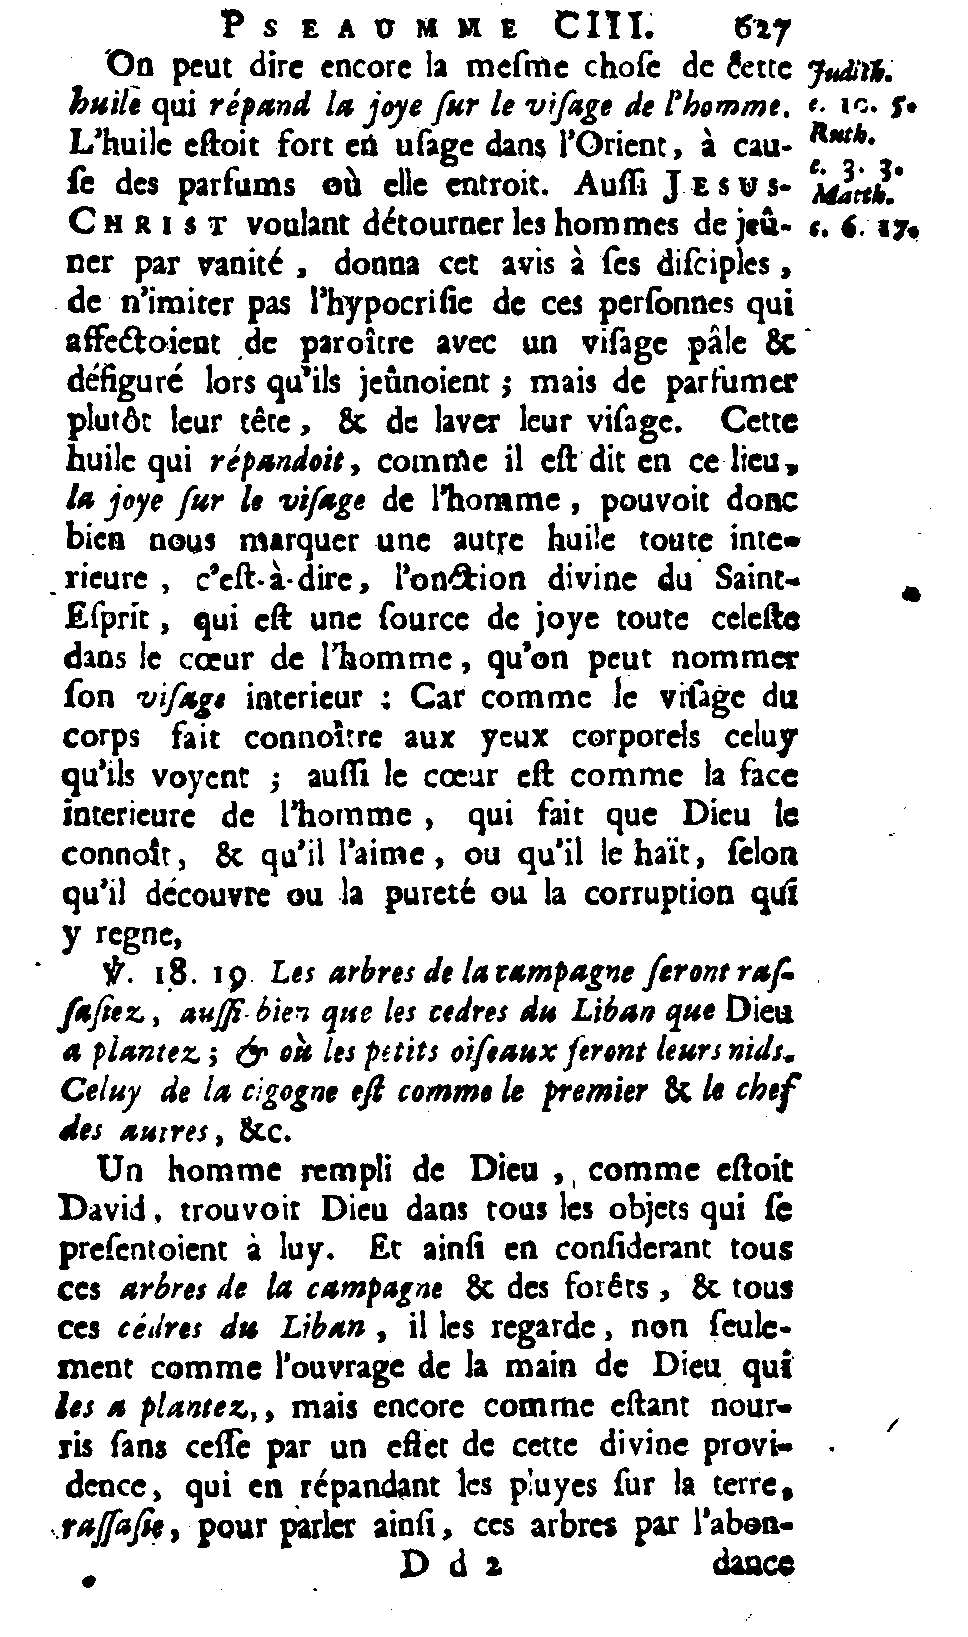 PSEAUMME CIII. 627
On peut dire encore la meſme choſe de cette
huile qui répand la joye ſur le viſage de l'homme.
L'huile eſtoit fort en uſage dans l'Orient, à cau-
ſe des parfums où elle entroit. Auſſi JESUS-
CHRIST voulant détourner les hommes de jeû-
ner par vanité, donna cet avis à ſes diſciples,
de n'imiter pas l'hypocriſie de ces perſonnes qui
affectoient de paroître avec un viſage pâle &
défiguré lors qu'ils jeûnoient ; mais de parfumer
plutôt leur tête, & de laver leur viſage. Cette
huile qui répandoit, comme il eſt dit en ce lieu,
la joye ſur le viſage de l'homme, pouvoit donc
bien nous marquer une autre huile toute inte-
rieure, c'eſt-à-dire, l'onction divine du Saint-
Eſprit, qui eſt une ſource de joye toute celeſte
dans le cœur de l'homme, qu'on peut nommer
ſon viſage interieur : Car comme le viſage du
corps fait connoître aux yeux corporels celuy
qu'ils voyent ; auſſi le cœur eſt comme la face
interieure de l'homme, qui fait que Dieu le
connoît, & qu'il l'aime, ou qu'il le haït, ſelon
qu'il découvre ou la pureté ou la corruption qui
y regne,
℣. 18. 19. Les arbres de la campagne ſeront raſ-
ſaſiez, auſſi-bien que les cedres du Liban que Dieu
a plantez ; & où les petits oiſeaux feront leurs nids.
Celuy de la cigogne eſt comme le premier & le chef
des autres, &c.
Un homme rempli de Dieu, comme eſtoit
David, trouvoit Dieu dans tous les objets qui ſe
preſentoient à luy. Et ainſi en conſiderant tous
ces arbres de la campagne & des forêts, & tous
ces cédres du Liban, il les regarde, non ſeule-
ment comme l'ouvrage de la main de Dieu qui
les a plantez,, mais encore comme eſtant nour-
ris ſans ceſſe par un effet de cette divine provi-
dence, qui en répandant les pluyes ſur la terre,
raſſaſie, pour parler ainſi, ces arbres par l'abon-
Dd 2 dance
Judith.
c. 10. 5.
Ruth.
c. 3. 3.
Matth.
c. 6. 17.